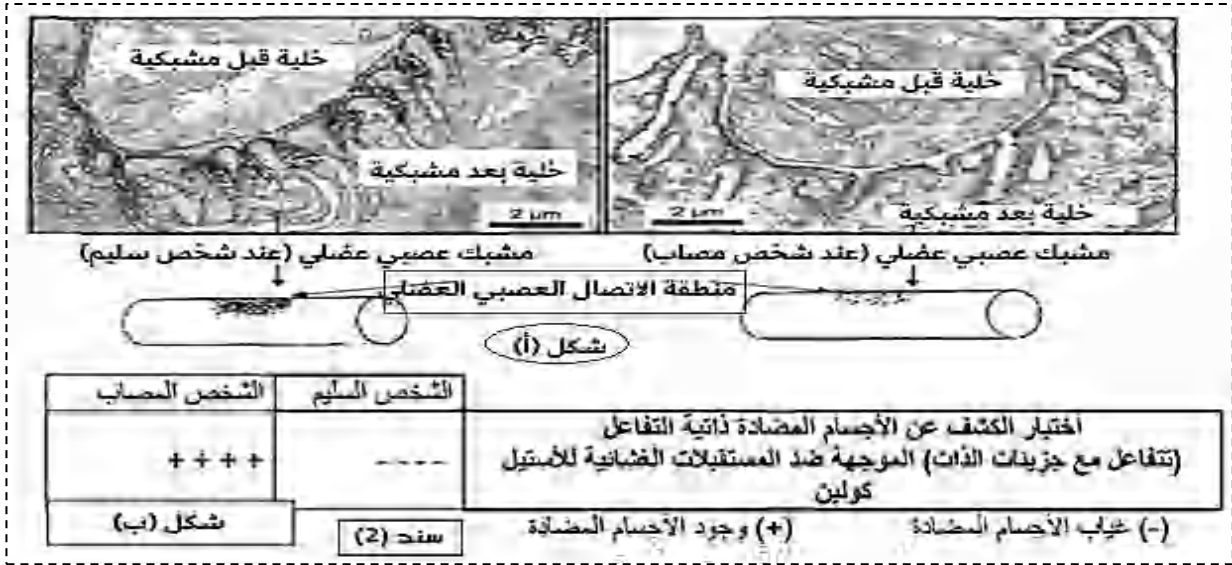 خلية قبل مشبكية
خلية بعد مشبكية
2 µm
خلية قبل مشبكية
خلية بعد مشبكية
2 µm
مشبك عصبي عضلي (عند شخص سليم)
مشبك عصبي عضلي (عند شخص مصاب)
منطقة الاتصال العصبي العضلي
شكل (أ)
الشخص السليم
الشخص المصاب
اختبار الكشف عن الأجسام المضادة ذاتية التفاعل
(تتفاعل مع جزيئات الذات) الموجهة ضد المستقبلات الغشائية للأستيل
كولين
- - - -
+ + + +
(-) غياب الأجسام المضادة
(+) وجود الأجسام المضادة
سند (2)
شكل (ب)